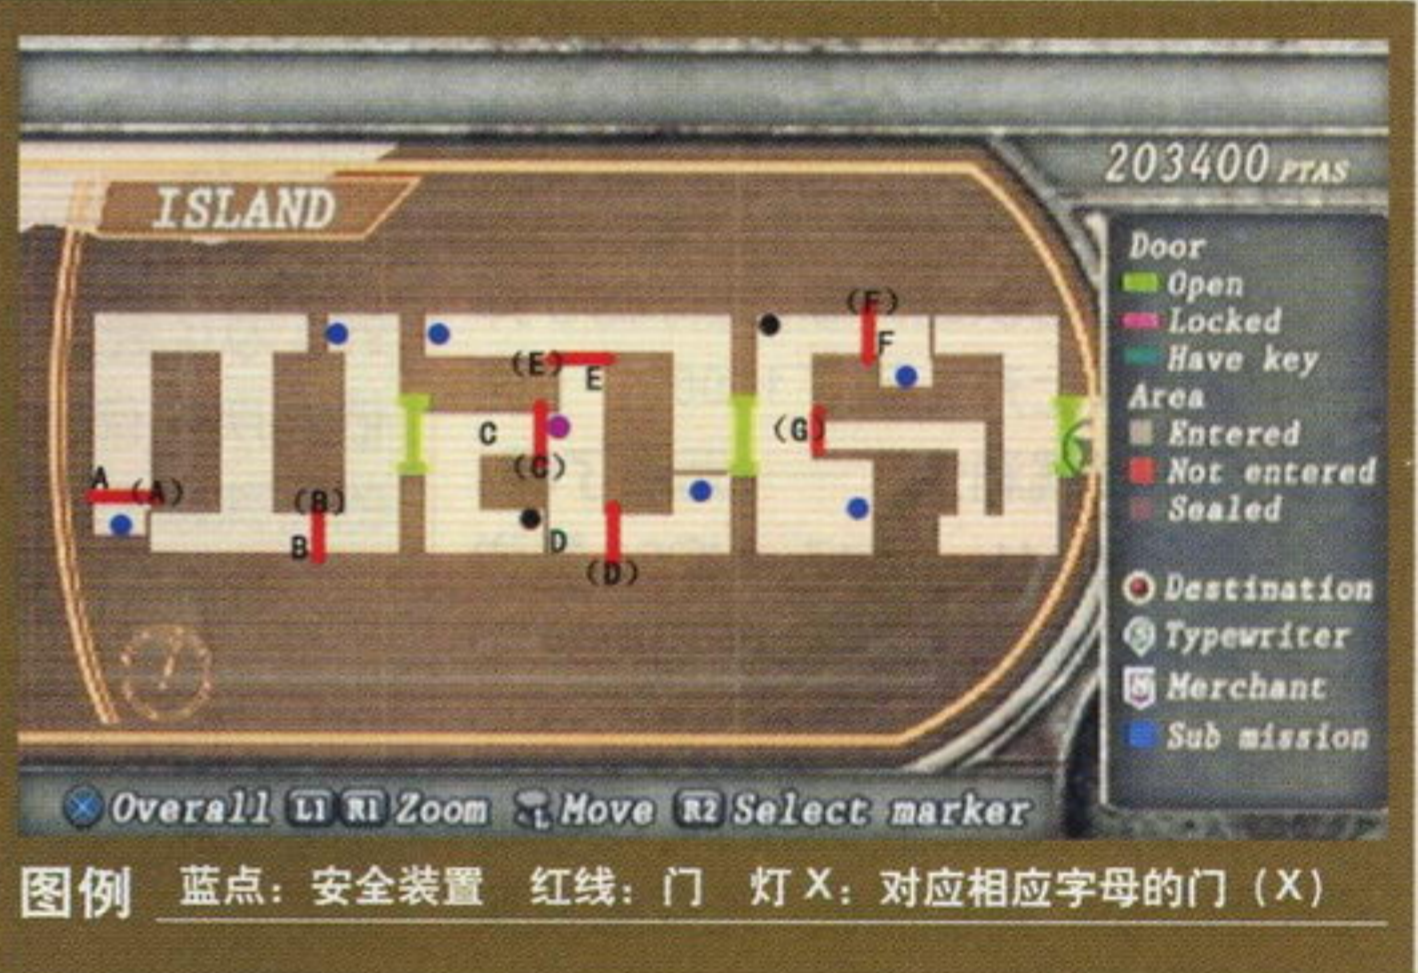 203400 PTAS
ISLAND
Door
Open
Locked
Have key
Area
Entered
Not entered
Sealed
Destination
Typewriter
Merchant
Sub mission
(F)
F
(E)
E
C
(G)
(C)
A (A)
(B)
B
D
(D)
Overall L1 R1 Zoom L Move R2 Select marker
图例 蓝点：安全装置 红线：门 灯X：对应相应字母的门（X）